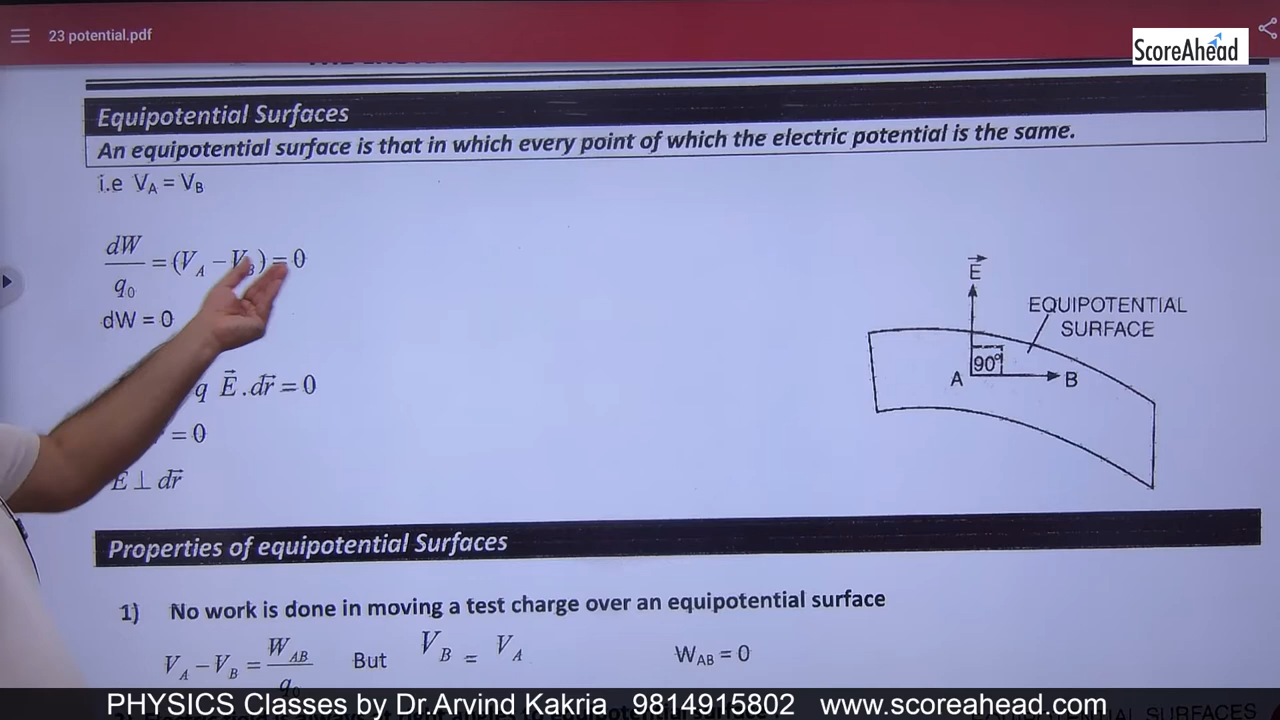 23 potential.pdf
ScoreAhead
Equipotential Surfaces
An equipotential surface is that in which every point of which the electric potential is the same.
i.e V_A = V_B
dW/q₀ = (V_A − V_B) = 0
dW = 0
q E⃗ . dr⃗ = 0
= 0
E ⊥ dr⃗
E⃗
EQUIPOTENTIAL
SURFACE
90°
A B
Properties of equipotential Surfaces
1) No work is done in moving a test charge over an equipotential surface
V_A − V_B = W_AB/q₀ But V_B = V_A W_AB = 0
PHYSICS Classes by Dr.Arvind Kakria 9814915802 www.scoreahead.com